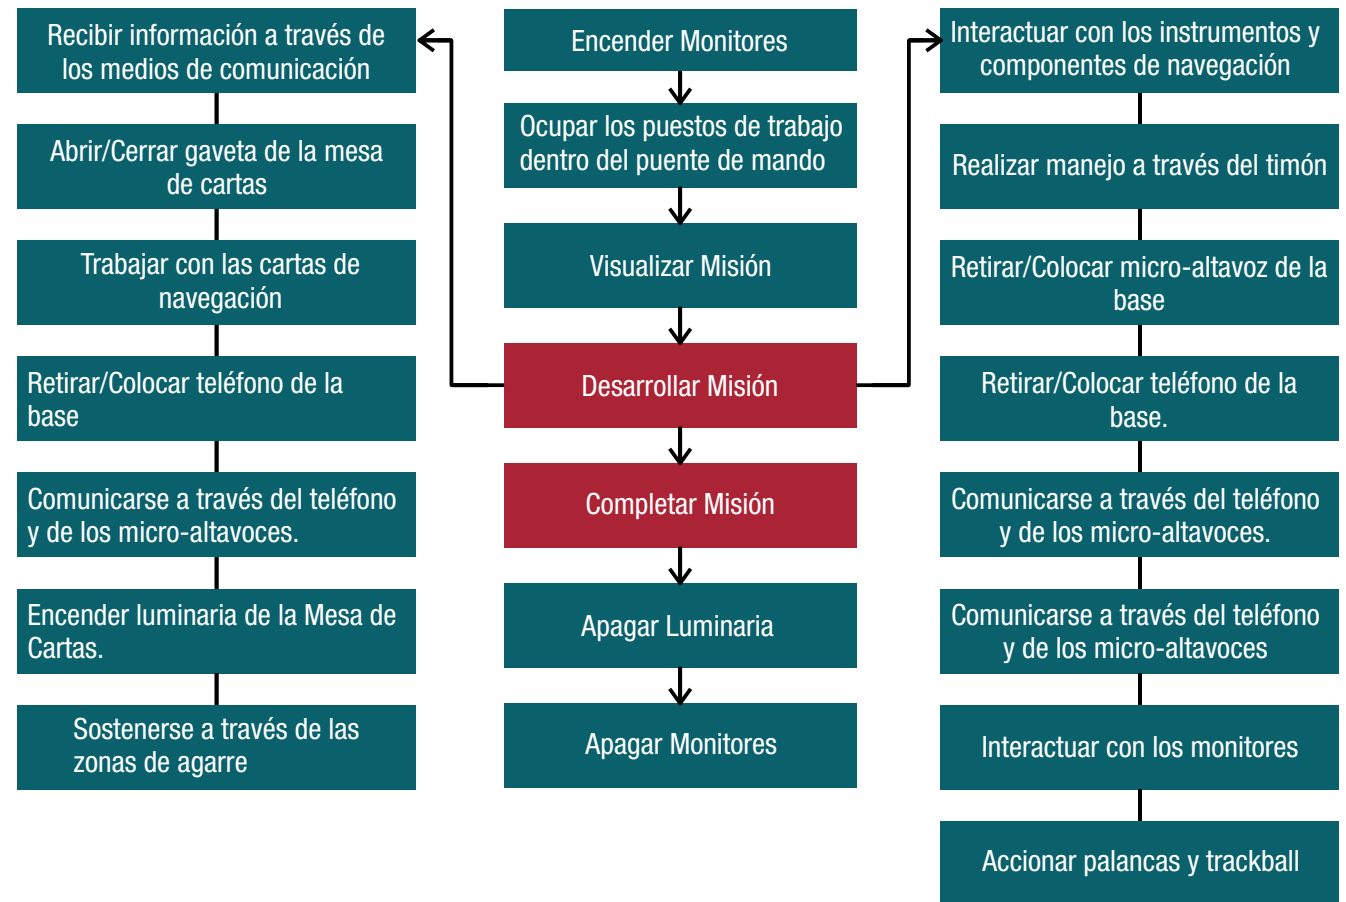 Recibir información a través de
los medios de comunicación
Abrir/Cerrar gaveta de la mesa
de cartas
Trabajar con las cartas de
navegación
Retirar/Colocar teléfono de la
base
Comunicarse a través del teléfono
y de los micro-altavoces.
Encender luminaria de la Mesa de
Cartas.
Sostenerse a través de las
zonas de agarre
Encender Monitores
Ocupar los puestos de trabajo
dentro del puente de mando
Visualizar Misión
Desarrollar Misión
Completar Misión
Apagar Luminaria
Apagar Monitores
Interactuar con los instrumentos y
componentes de navegación
Realizar manejo a través del timón
Retirar/Colocar micro-altavoz de la
base
Retirar/Colocar teléfono de la
base.
Comunicarse a través del teléfono
y de los micro-altavoces.
Comunicarse a través del teléfono
y de los micro-altavoces
Interactuar con los monitores
Accionar palancas y trackball